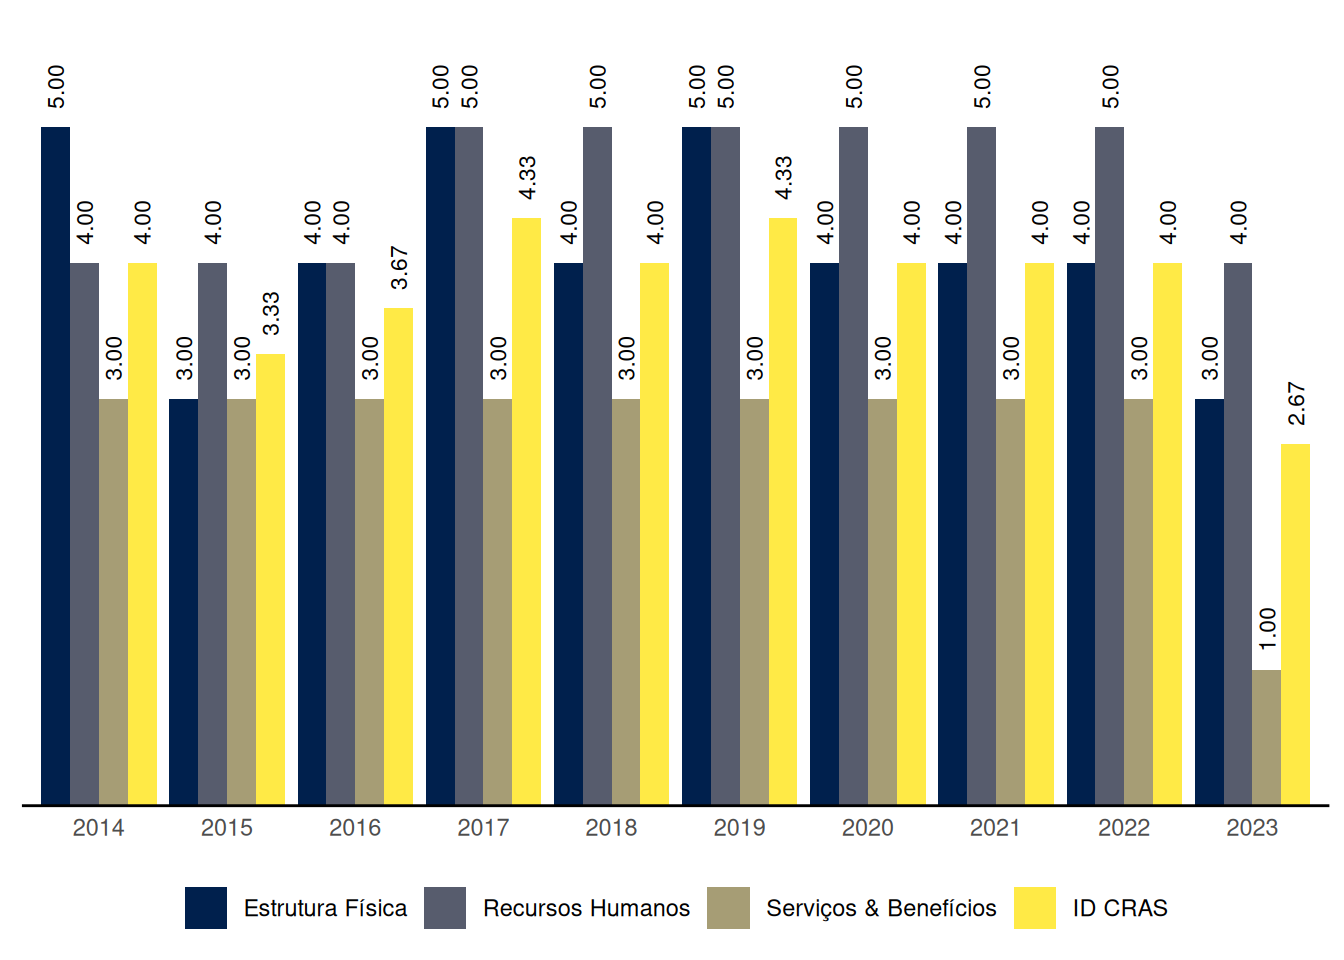 5.00 5.00 5.00 5.00 5.00 5.00 5.00 5.00 5.00
4.33 4.33
4.00 4.00 4.00 4.00 4.00 4.00 4.00 4.00 4.00 4.00 4.00 4.00 4.00 4.00
3.67
3.33
3.00 3.00 3.00 3.00 3.00 3.00 3.00 3.00 3.00 3.00 3.00
2.67
1.00
2014 2015 2016 2017 2018 2019 2020 2021 2022 2023
Estrutura Física Recursos Humanos Serviços & Benefícios ID CRAS